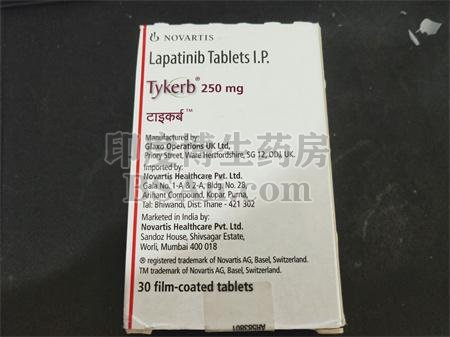 NOVARTIS
Lapatinib Tablets I.P.
Tykerb® 250 mg
टाइकर्ब ™
Manufactured by:
Glaxo Operations UK Ltd,
Priory Street, Ware Hertfordshire, SG 12, ODJ, UK.
Imported by:
Novartis Healthcare Pvt. Ltd.
Gala No. 1-A & 2-A, Bldg. No. 28,
Arihant Compound, Kopar, Purna,
Tal: Bhiwandi, Dist: Thane - 421 302
Marketed in India by:
Novartis Healthcare Pvt. Ltd.
Sandoz House, Shivsagar Estate,
Worli, Mumbai 400 018
® registered trademark of Novartis AG, Basel, Switzerland.
TM trademark of Novartis AG, Basel, Switzerland.
30 film-coated tablets
印度博生药房